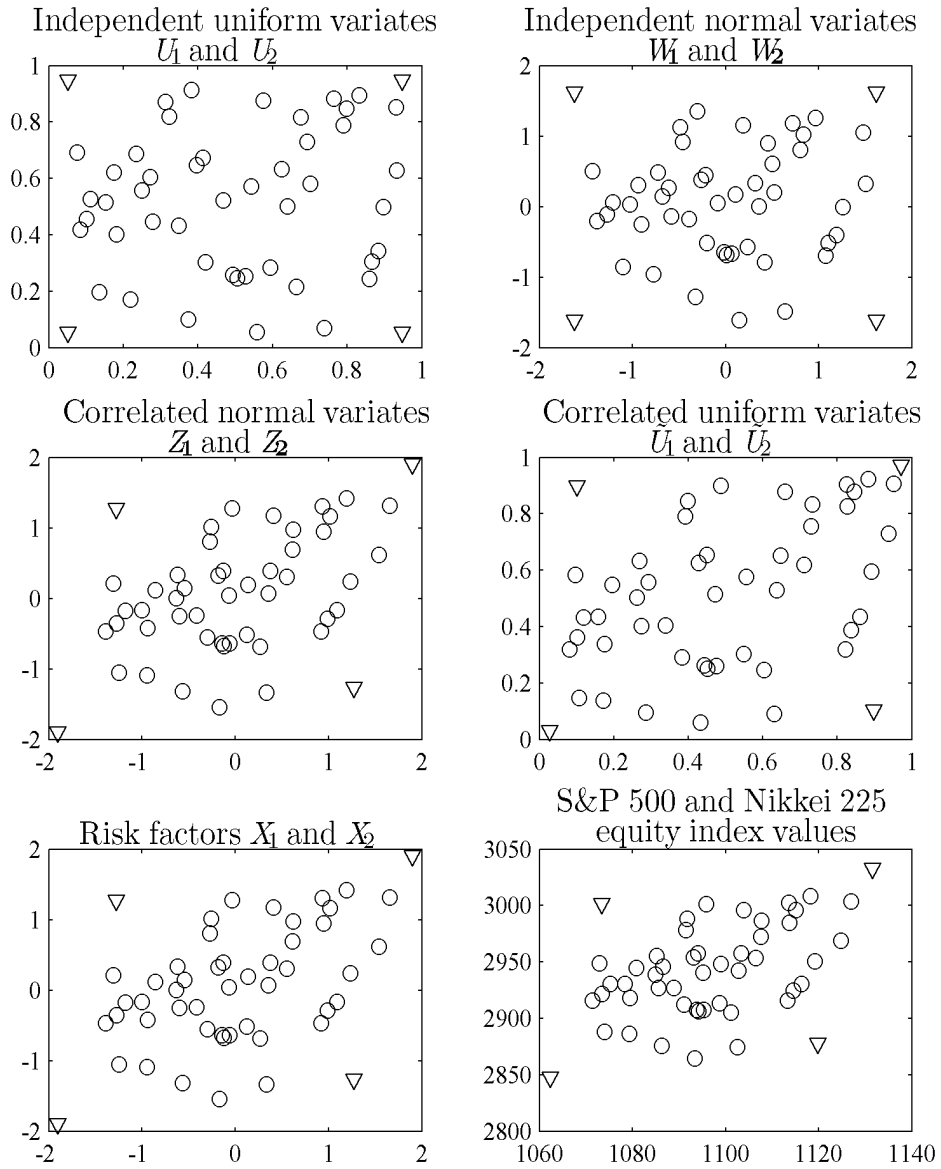 Independent uniform variates
U1 and U2
1
0.8
0.6
0.4
0.2
0
0 0.2 0.4 0.6 0.8 1
Independent normal variates
W1 and W2
2
1
0
-1
-2
-2 -1 0 1 2
Correlated normal variates
Z1 and Z2
2
1
0
-1
-2
-2 -1 0 1 2
Correlated uniform variates
Ũ1 and Ũ2
1
0.8
0.6
0.4
0.2
0
0 0.2 0.4 0.6 0.8 1
Risk factors X1 and X2
2
1
0
-1
-2
-2 -1 0 1 2
S&P 500 and Nikkei 225
equity index values
3050
3000
2950
2900
2850
2800
1060 1080 1100 1120 1140